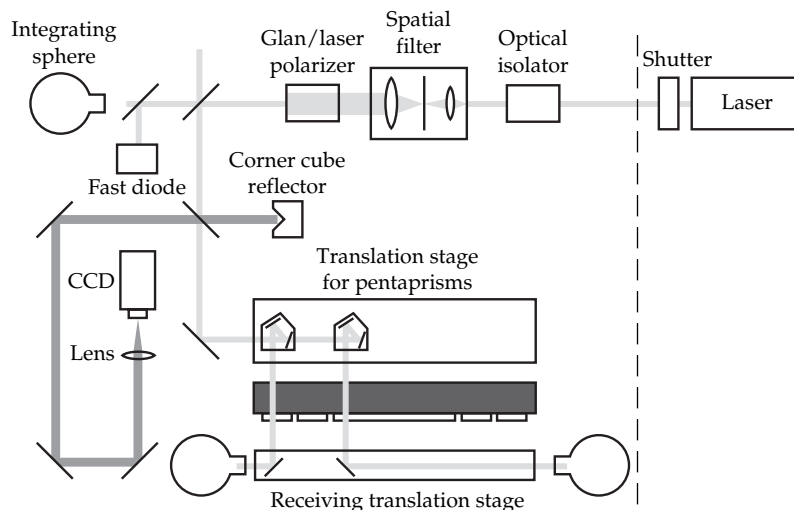 Integrating
sphere
Glan/laser
polarizer
Spatial
filter
Optical
isolator
Shutter
Laser
Fast diode
Corner cube
reflector
CCD
Translation stage
for pentaprisms
Lens
Receiving translation stage